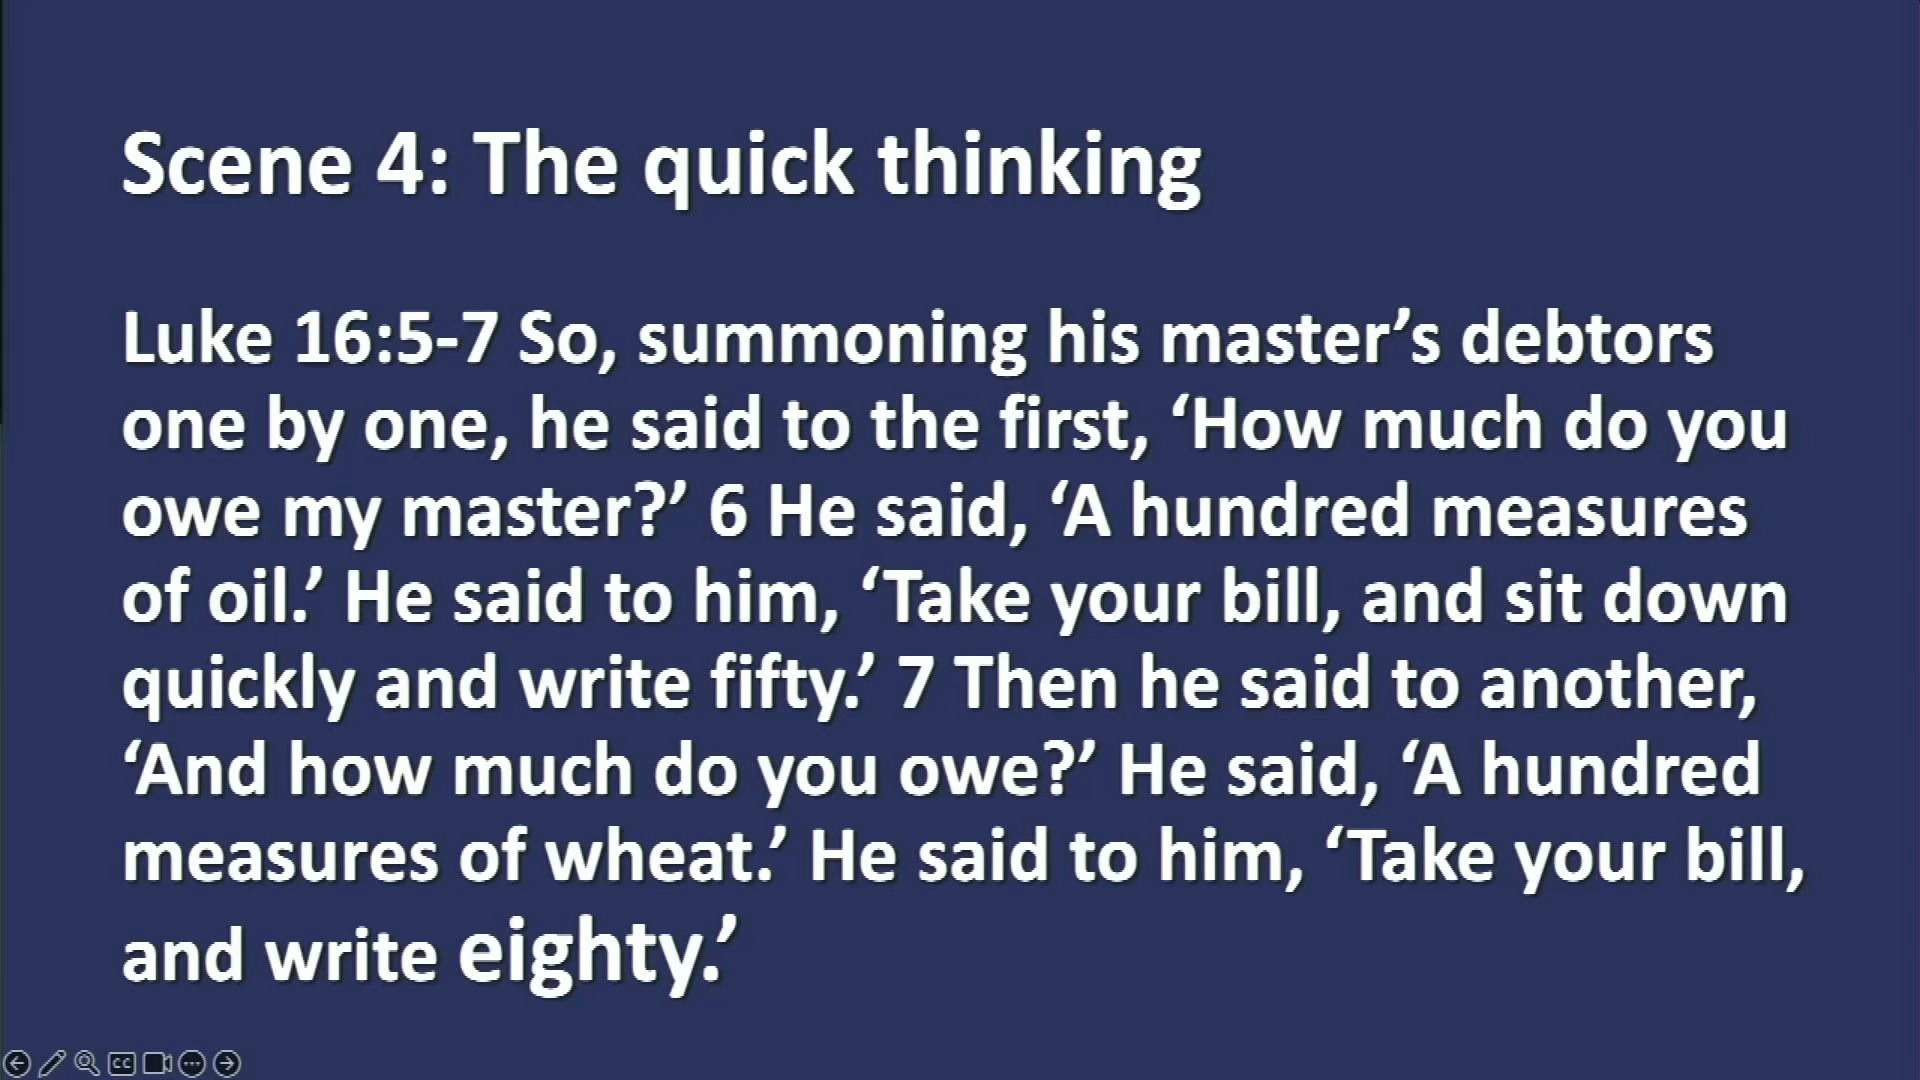 Scene 4: The quick thinking
Luke 16:5-7 So, summoning his master’s debtors
one by one, he said to the first, ‘How much do you
owe my master?’ 6 He said, ‘A hundred measures
of oil.’ He said to him, ‘Take your bill, and sit down
quickly and write fifty.’ 7 Then he said to another,
‘And how much do you owe?’ He said, ‘A hundred
measures of wheat.’ He said to him, ‘Take your bill,
and write eighty.’
CC